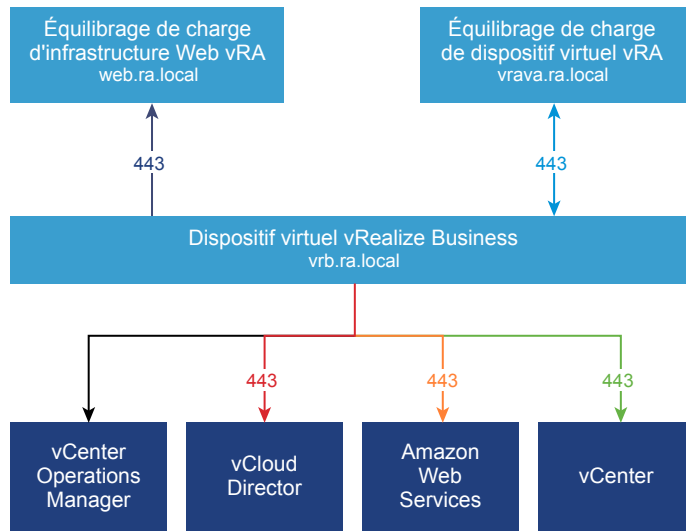 Équilibrage de charge
d'infrastructure Web vRA
web.ra.local
Équilibrage de charge
de dispositif virtuel vRA
vrava.ra.local
443
443
Dispositif virtuel vRealize Business
vrb.ra.local
443
443
443
vCenter
Operations
Manager
vCloud
Director
Amazon
Web
Services
vCenter